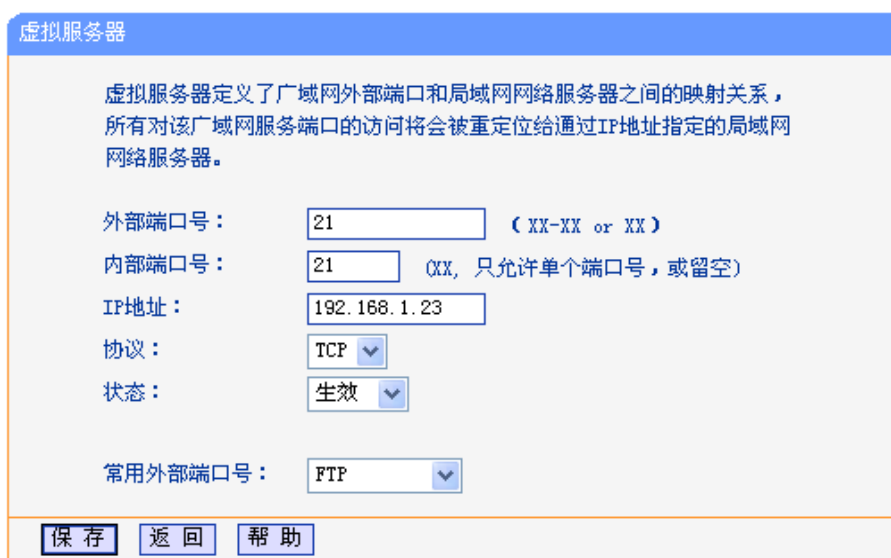 虚拟服务器
虚拟服务器定义了广域网外部端口和局域网网络服务器之间的映射关系，
所有对该广域网服务端口的访问将会被重定位给通过IP地址指定的局域网
网络服务器。
外部端口号： 21 （XX-XX or XX）
内部端口号： 21 (XX, 只允许单个端口号，或留空)
IP地址： 192.168.1.23
协议： TCP
状态： 生效
常用外部端口号： FTP
保 存 返 回 帮 助